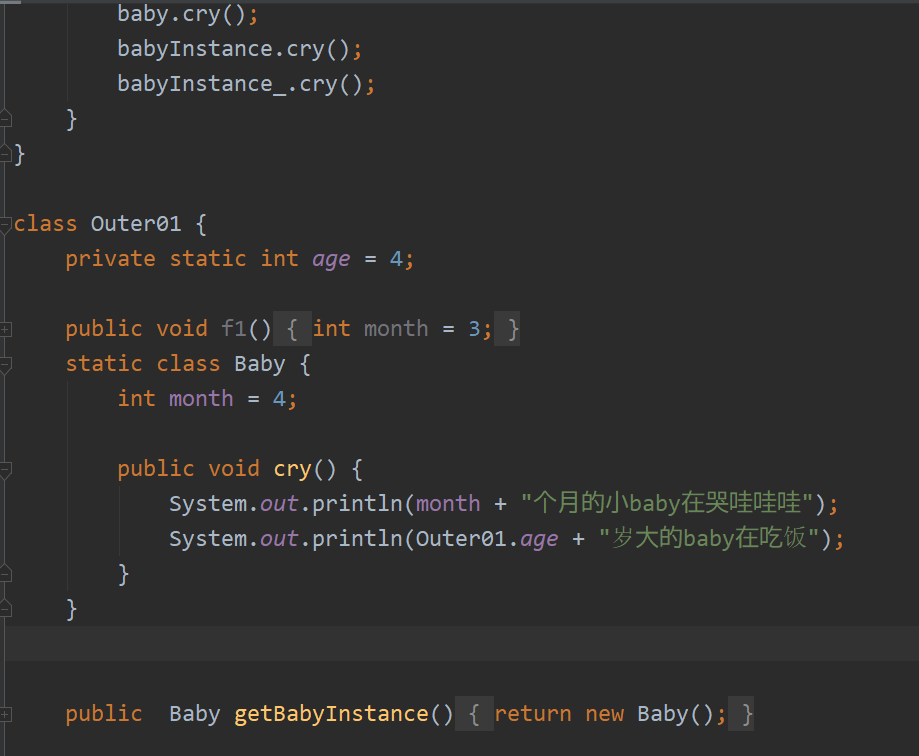 baby.cry();
babyInstance.cry();
babyInstance_.cry();
}
}
class Outer01 {
private static int age = 4;
public void f1() { int month = 3; }
static class Baby {
int month = 4;
public void cry() {
System.out.println(month + "个月的小baby在哭哇哇哇");
System.out.println(Outer01.age + "岁大的baby在吃饭");
}
}
public  Baby getBabyInstance() { return new Baby(); }